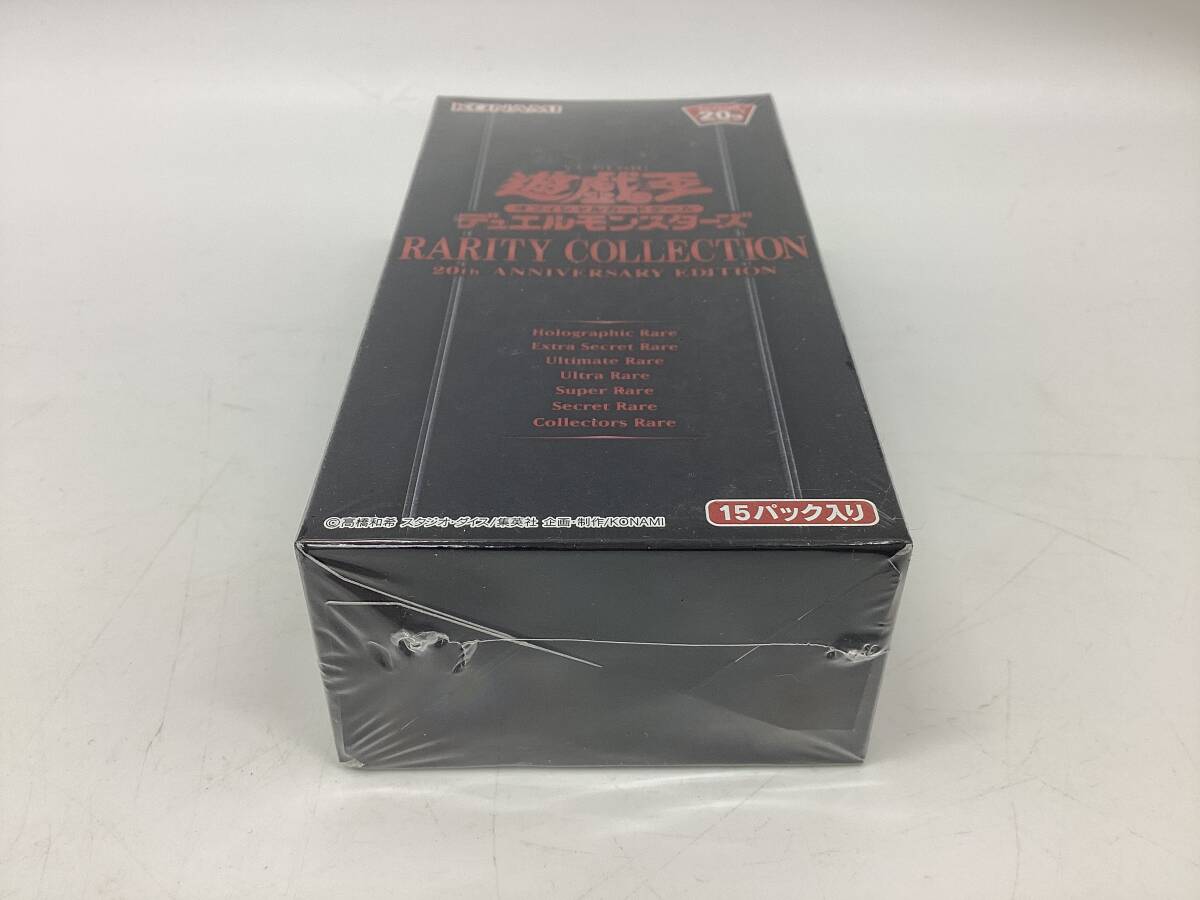 KONAMI
20th
遊戯王
デュエルモンスターズ
RARITY COLLECTION
20th ANNIVERSARY EDITION
Holographic Rare
Extra Secret Rare
Ultimate Rare
Ultra Rare
Super Rare
Secret Rare
Collectors Rare
©高橋和希 スタジオ・ダイス/集英社 企画・制作/KONAMI
15パック入り